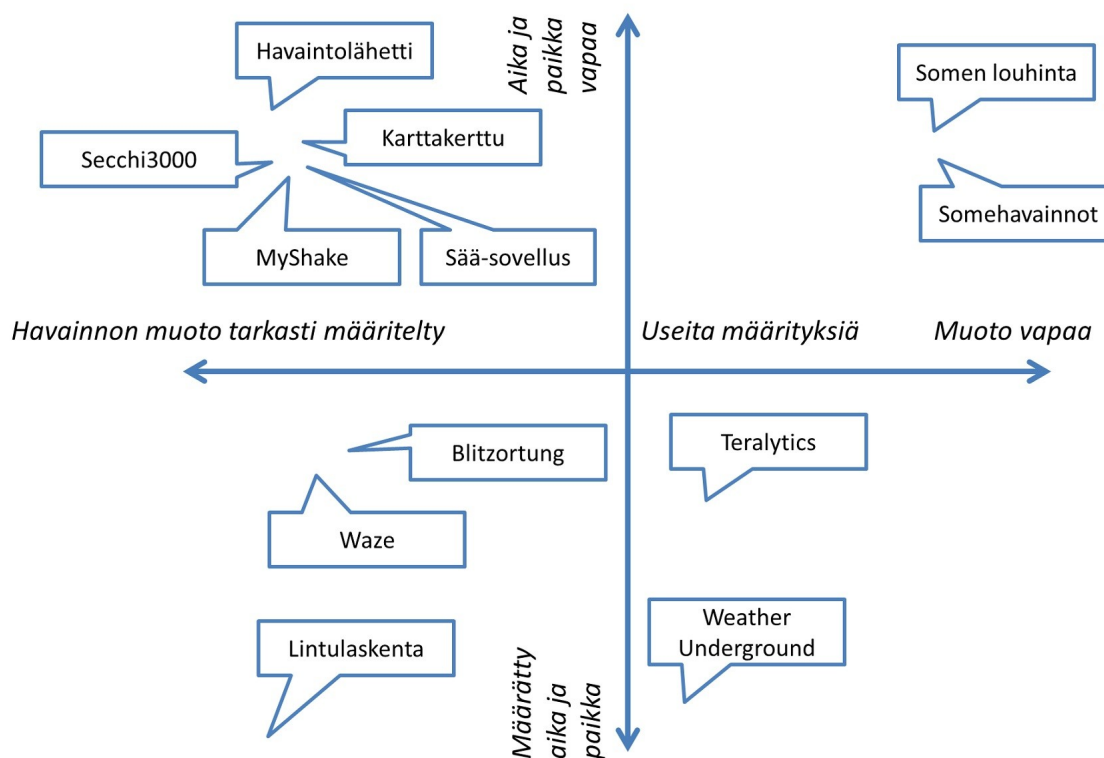 Havaintolähetti
Aika ja
paikka
vapaa
Somen louhinta
Karttakerttu
Secchi3000
Somehavainnot
MyShake
Sää-sovellus
Havainnon muoto tarkasti määritelty
Useita määrityksiä
Muoto vapaa
Blitzortung
Teralytics
Waze
Weather
Underground
Lintulaskenta
Määrätty
aika ja
paikka